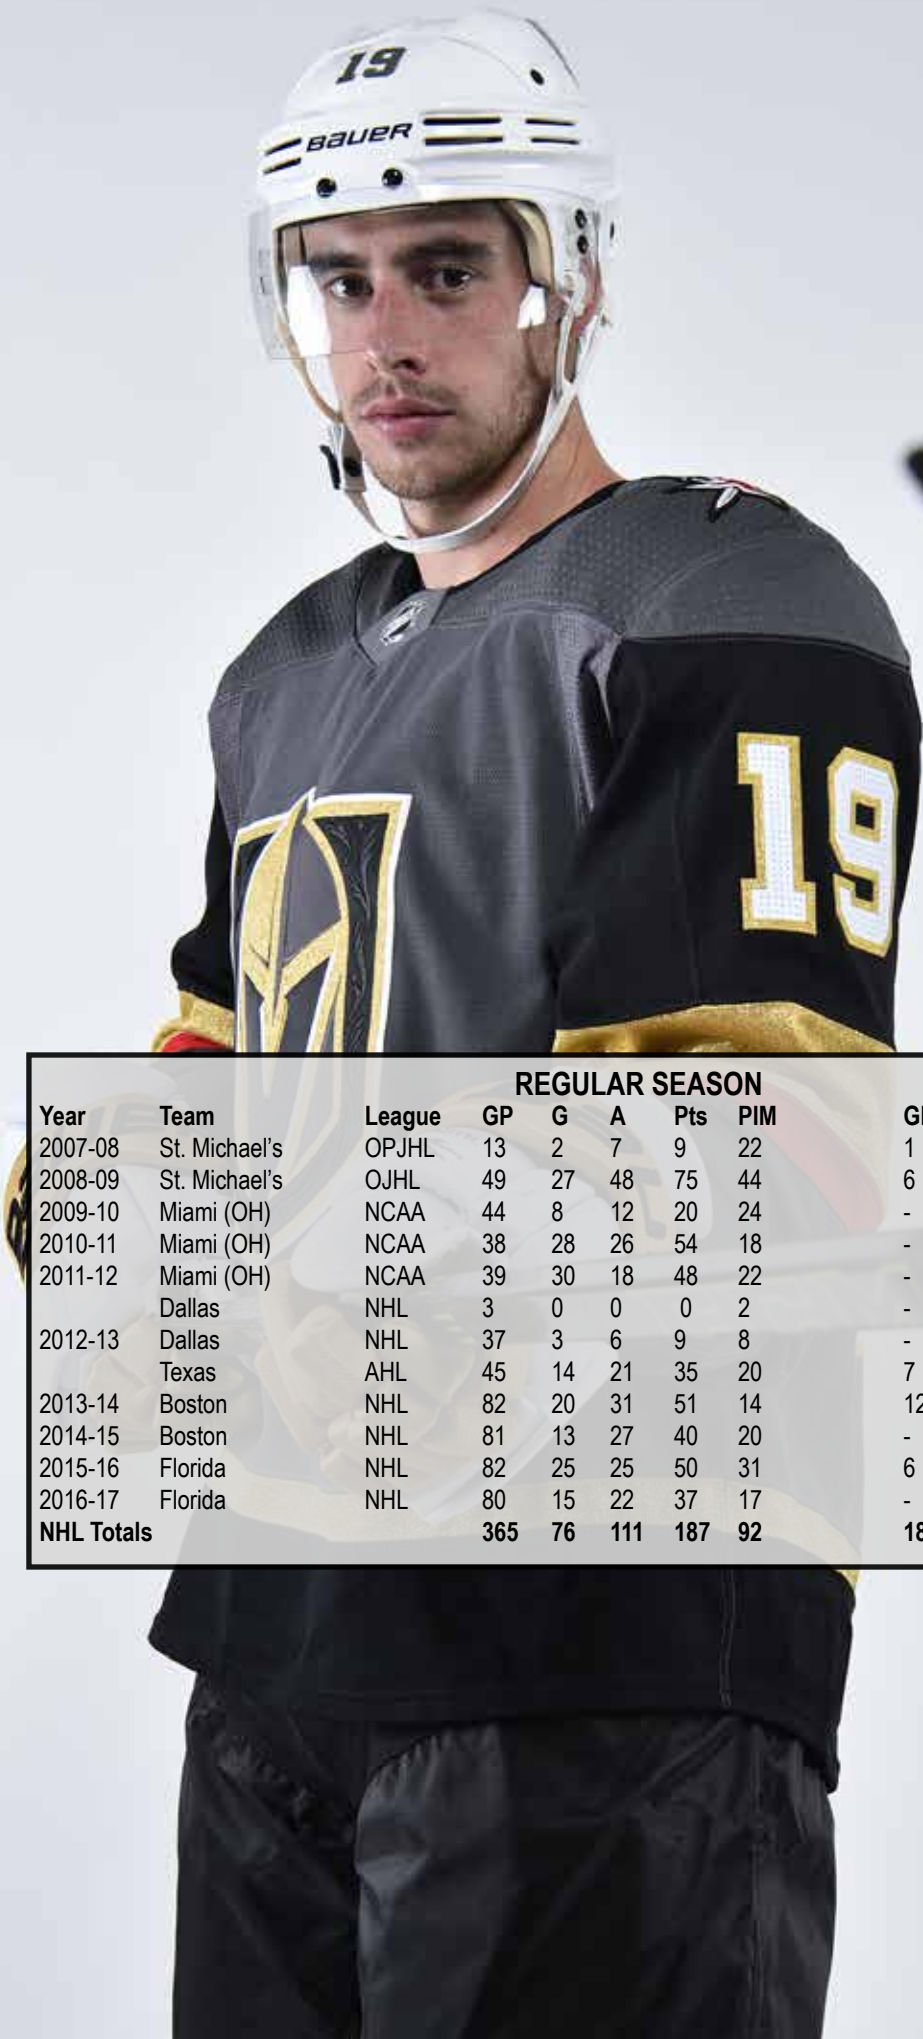 19
BAUER
19
REGULAR SEASON
Year Team League GP G A Pts PIM
2007-08 St. Michael's OPJHL 13 2 7 9 22 1
2008-09 St. Michael's OJHL 49 27 48 75 44 6
2009-10 Miami (OH) NCAA 44 8 12 20 24 -
2010-11 Miami (OH) NCAA 38 28 26 54 18 -
2011-12 Miami (OH) NCAA 39 30 18 48 22 -
Dallas NHL 3 0 0 0 2 -
2012-13 Dallas NHL 37 3 6 9 8 -
Texas AHL 45 14 21 35 20 7
2013-14 Boston NHL 82 20 31 51 14 12
2014-15 Boston NHL 81 13 27 40 20 -
2015-16 Florida NHL 82 25 25 50 31 6
2016-17 Florida NHL 80 15 22 37 17 -
NHL Totals 365 76 111 187 92 18